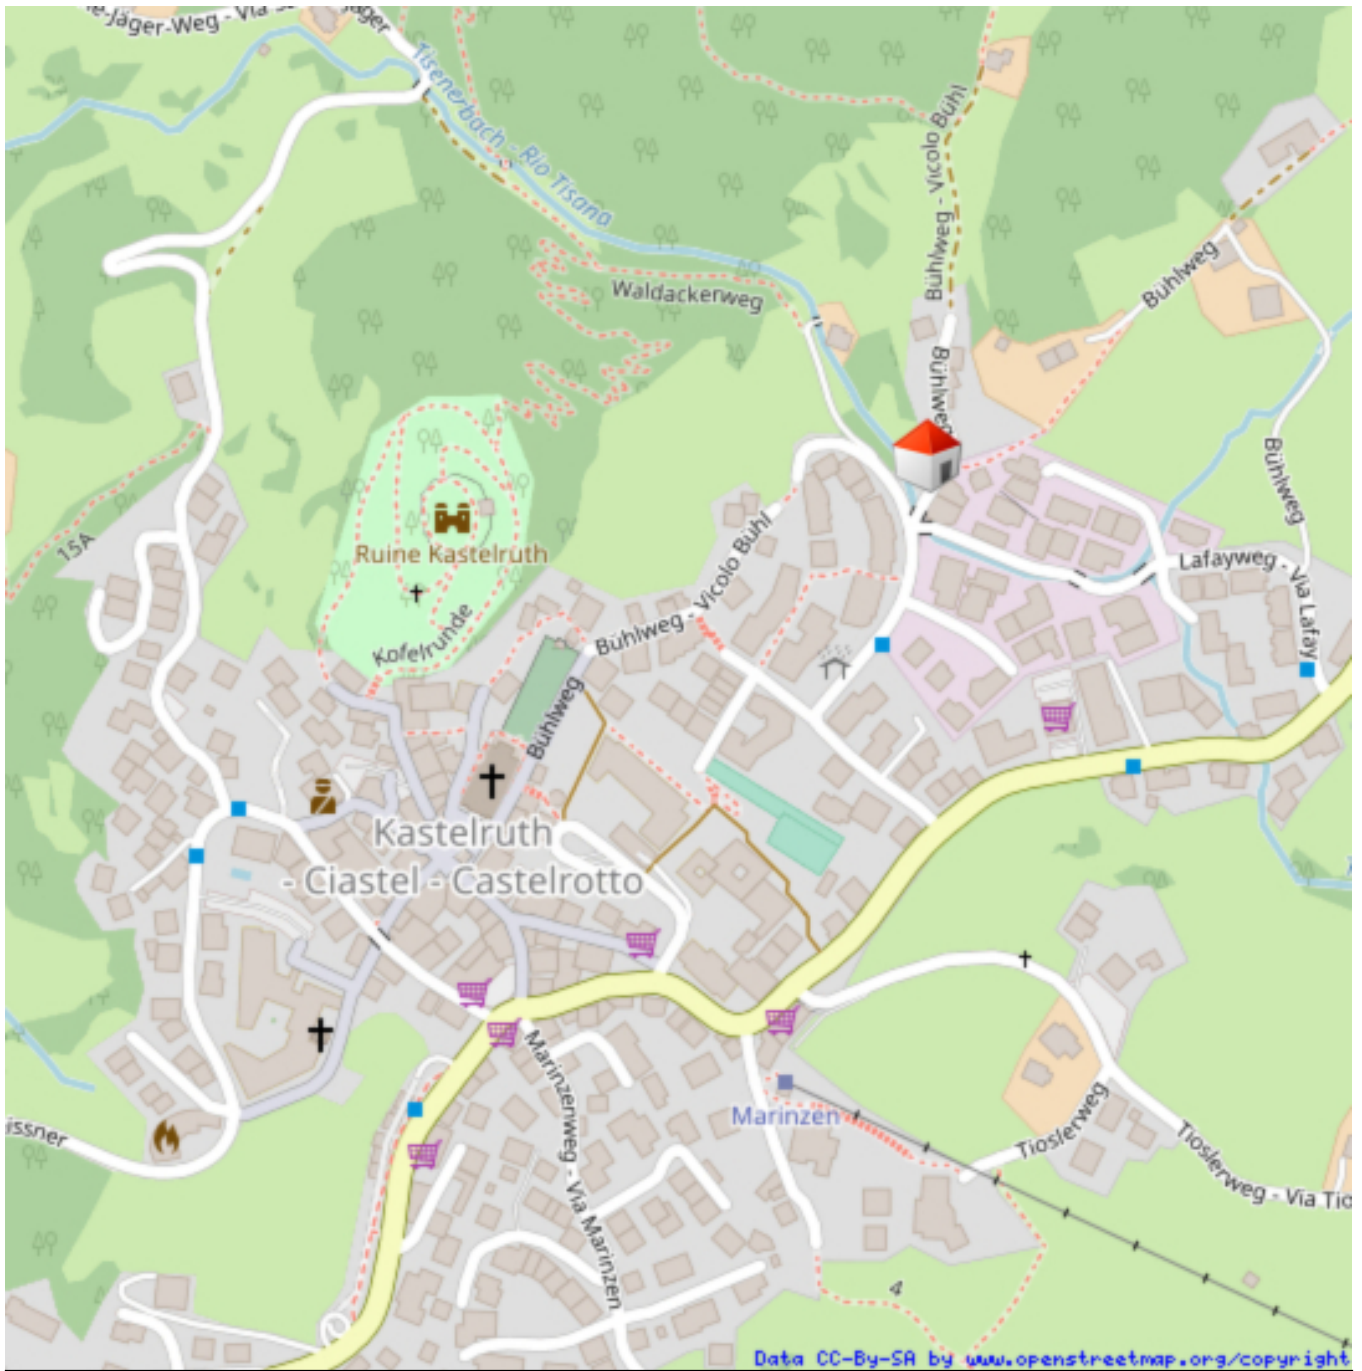 e-Jäger-Weg - Via
Jäger
Tisenerbach - Rio Tisana
Bühlweg - Vicolo Bühl
Waldackerweg
Bühlweg
Bühlweg
Bühlweg
15A
Ruine Kastelruth
Kofelrunde
Bühlweg - Vicolo Bühl
Lafayweg - Via Lafay
Bühlweg
Kastelruth
- Ciastel - Castelrotto
Marinzenweg - Via Marinzen
Marinzen
issner
Tioslerweg
Tioslerweg - Via Tio
4
Data CC-By-SA by www.openstreetmap.org/copyright